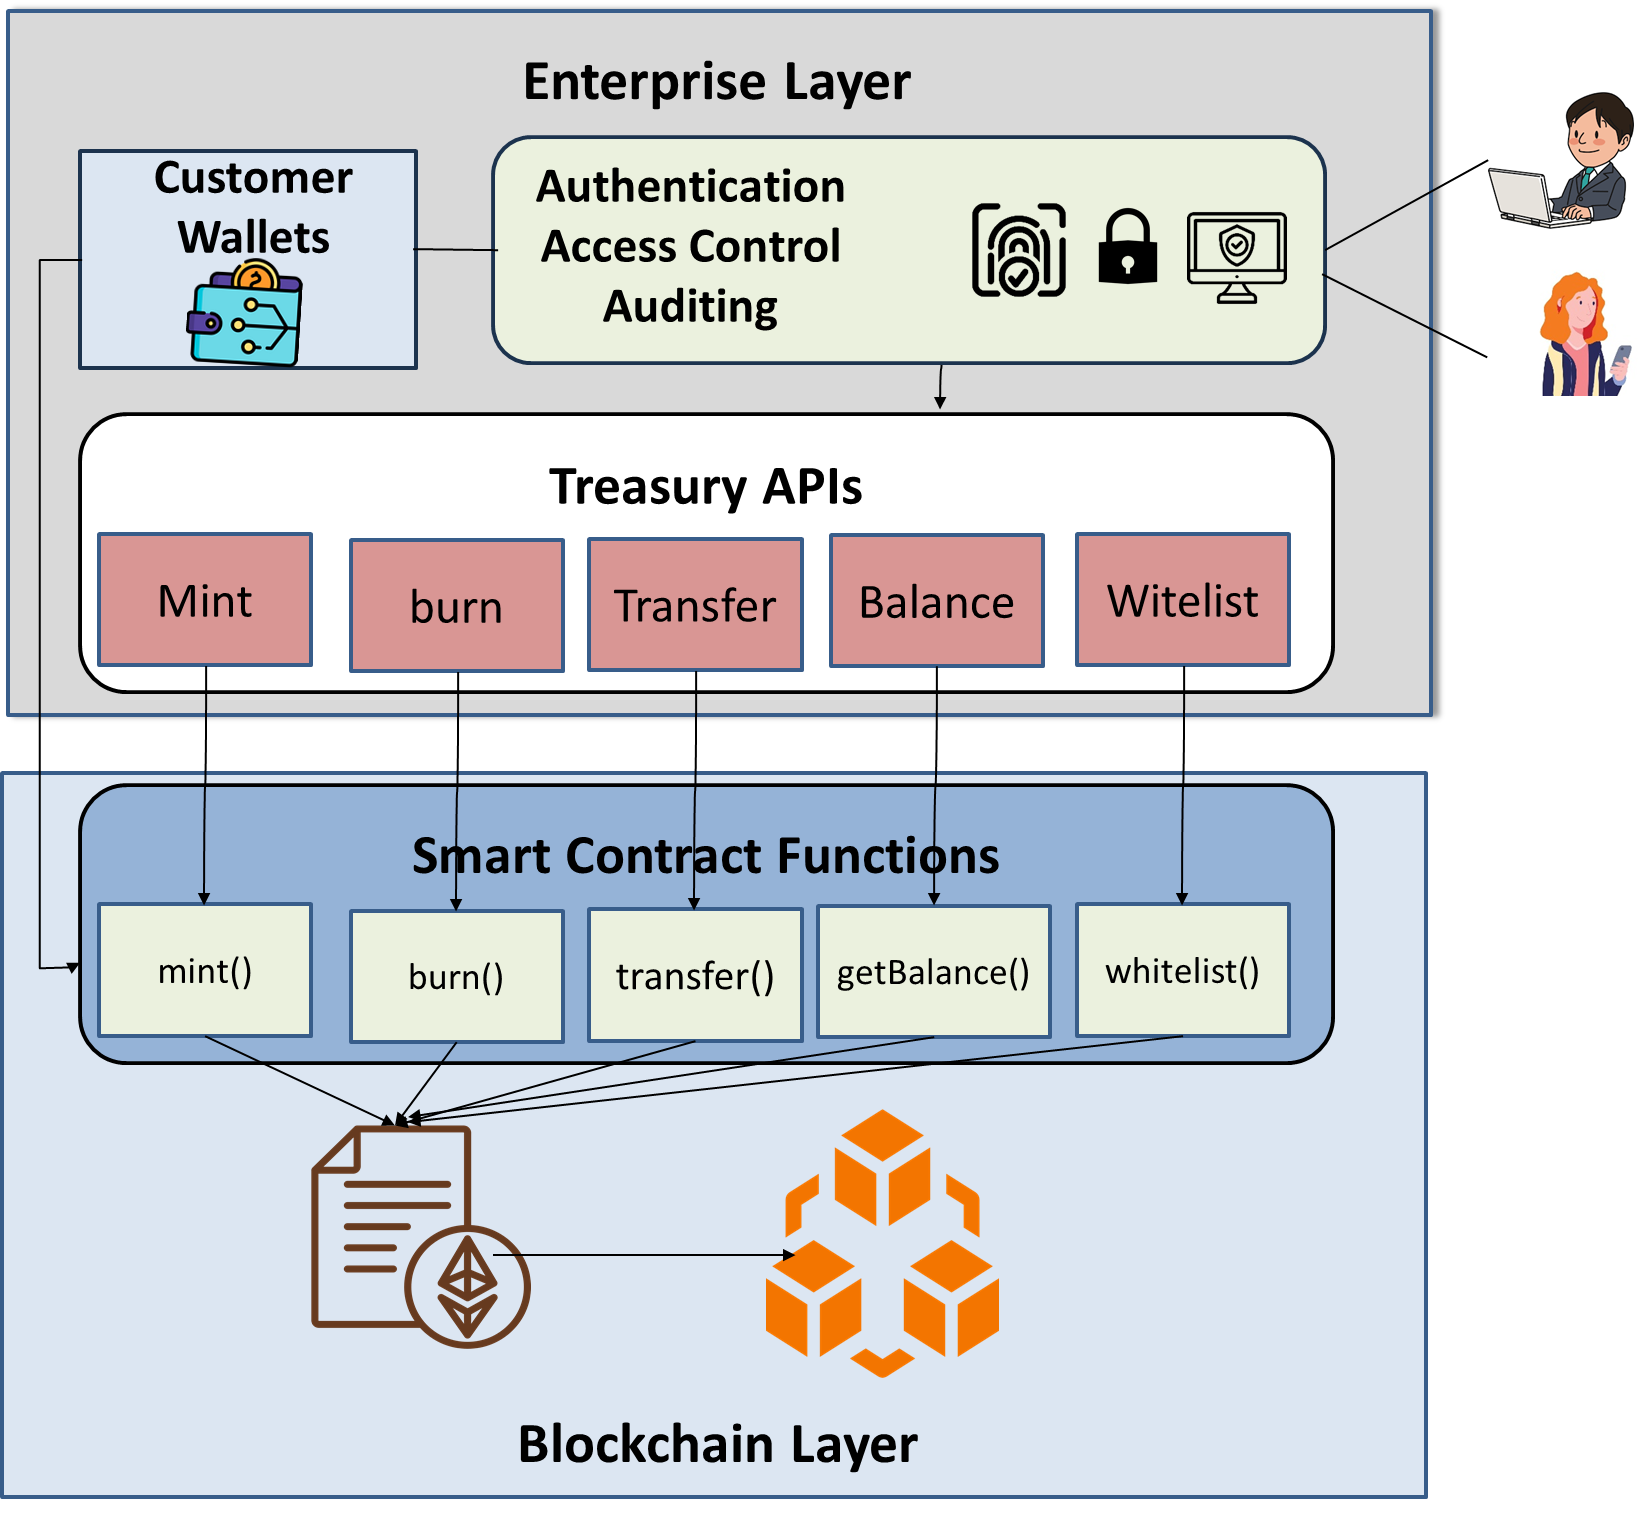 Enterprise Layer
Customer
Wallets
Authentication
Access Control
Auditing
Treasury APIs
Mint
burn
Transfer
Balance
Witelist
Smart Contract Functions
mint()
burn()
transfer()
getBalance()
whitelist()
Blockchain Layer